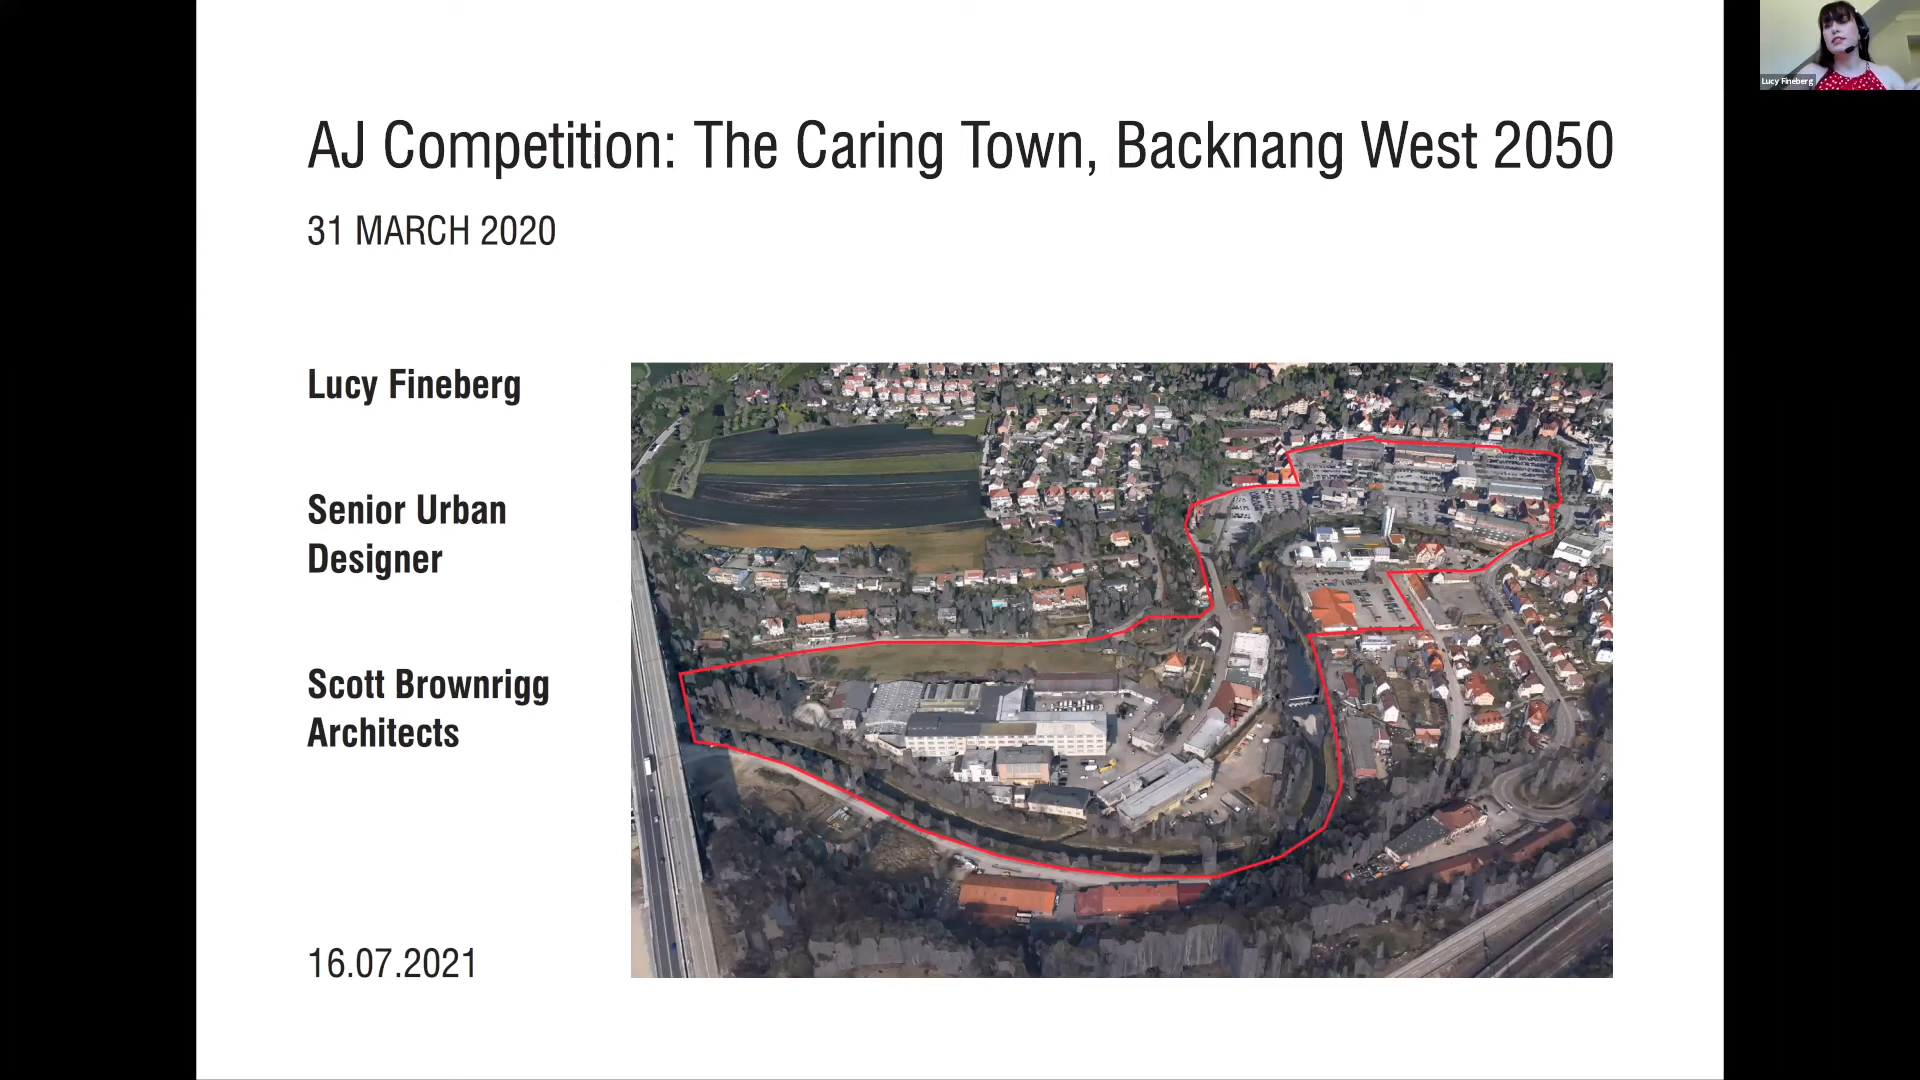 AJ Competition: The Caring Town, Backnang West 2050
31 MARCH 2020
Lucy Fineberg
Senior Urban
Designer
Scott Brownrigg
Architects
16.07.2021
Lucy Fineberg